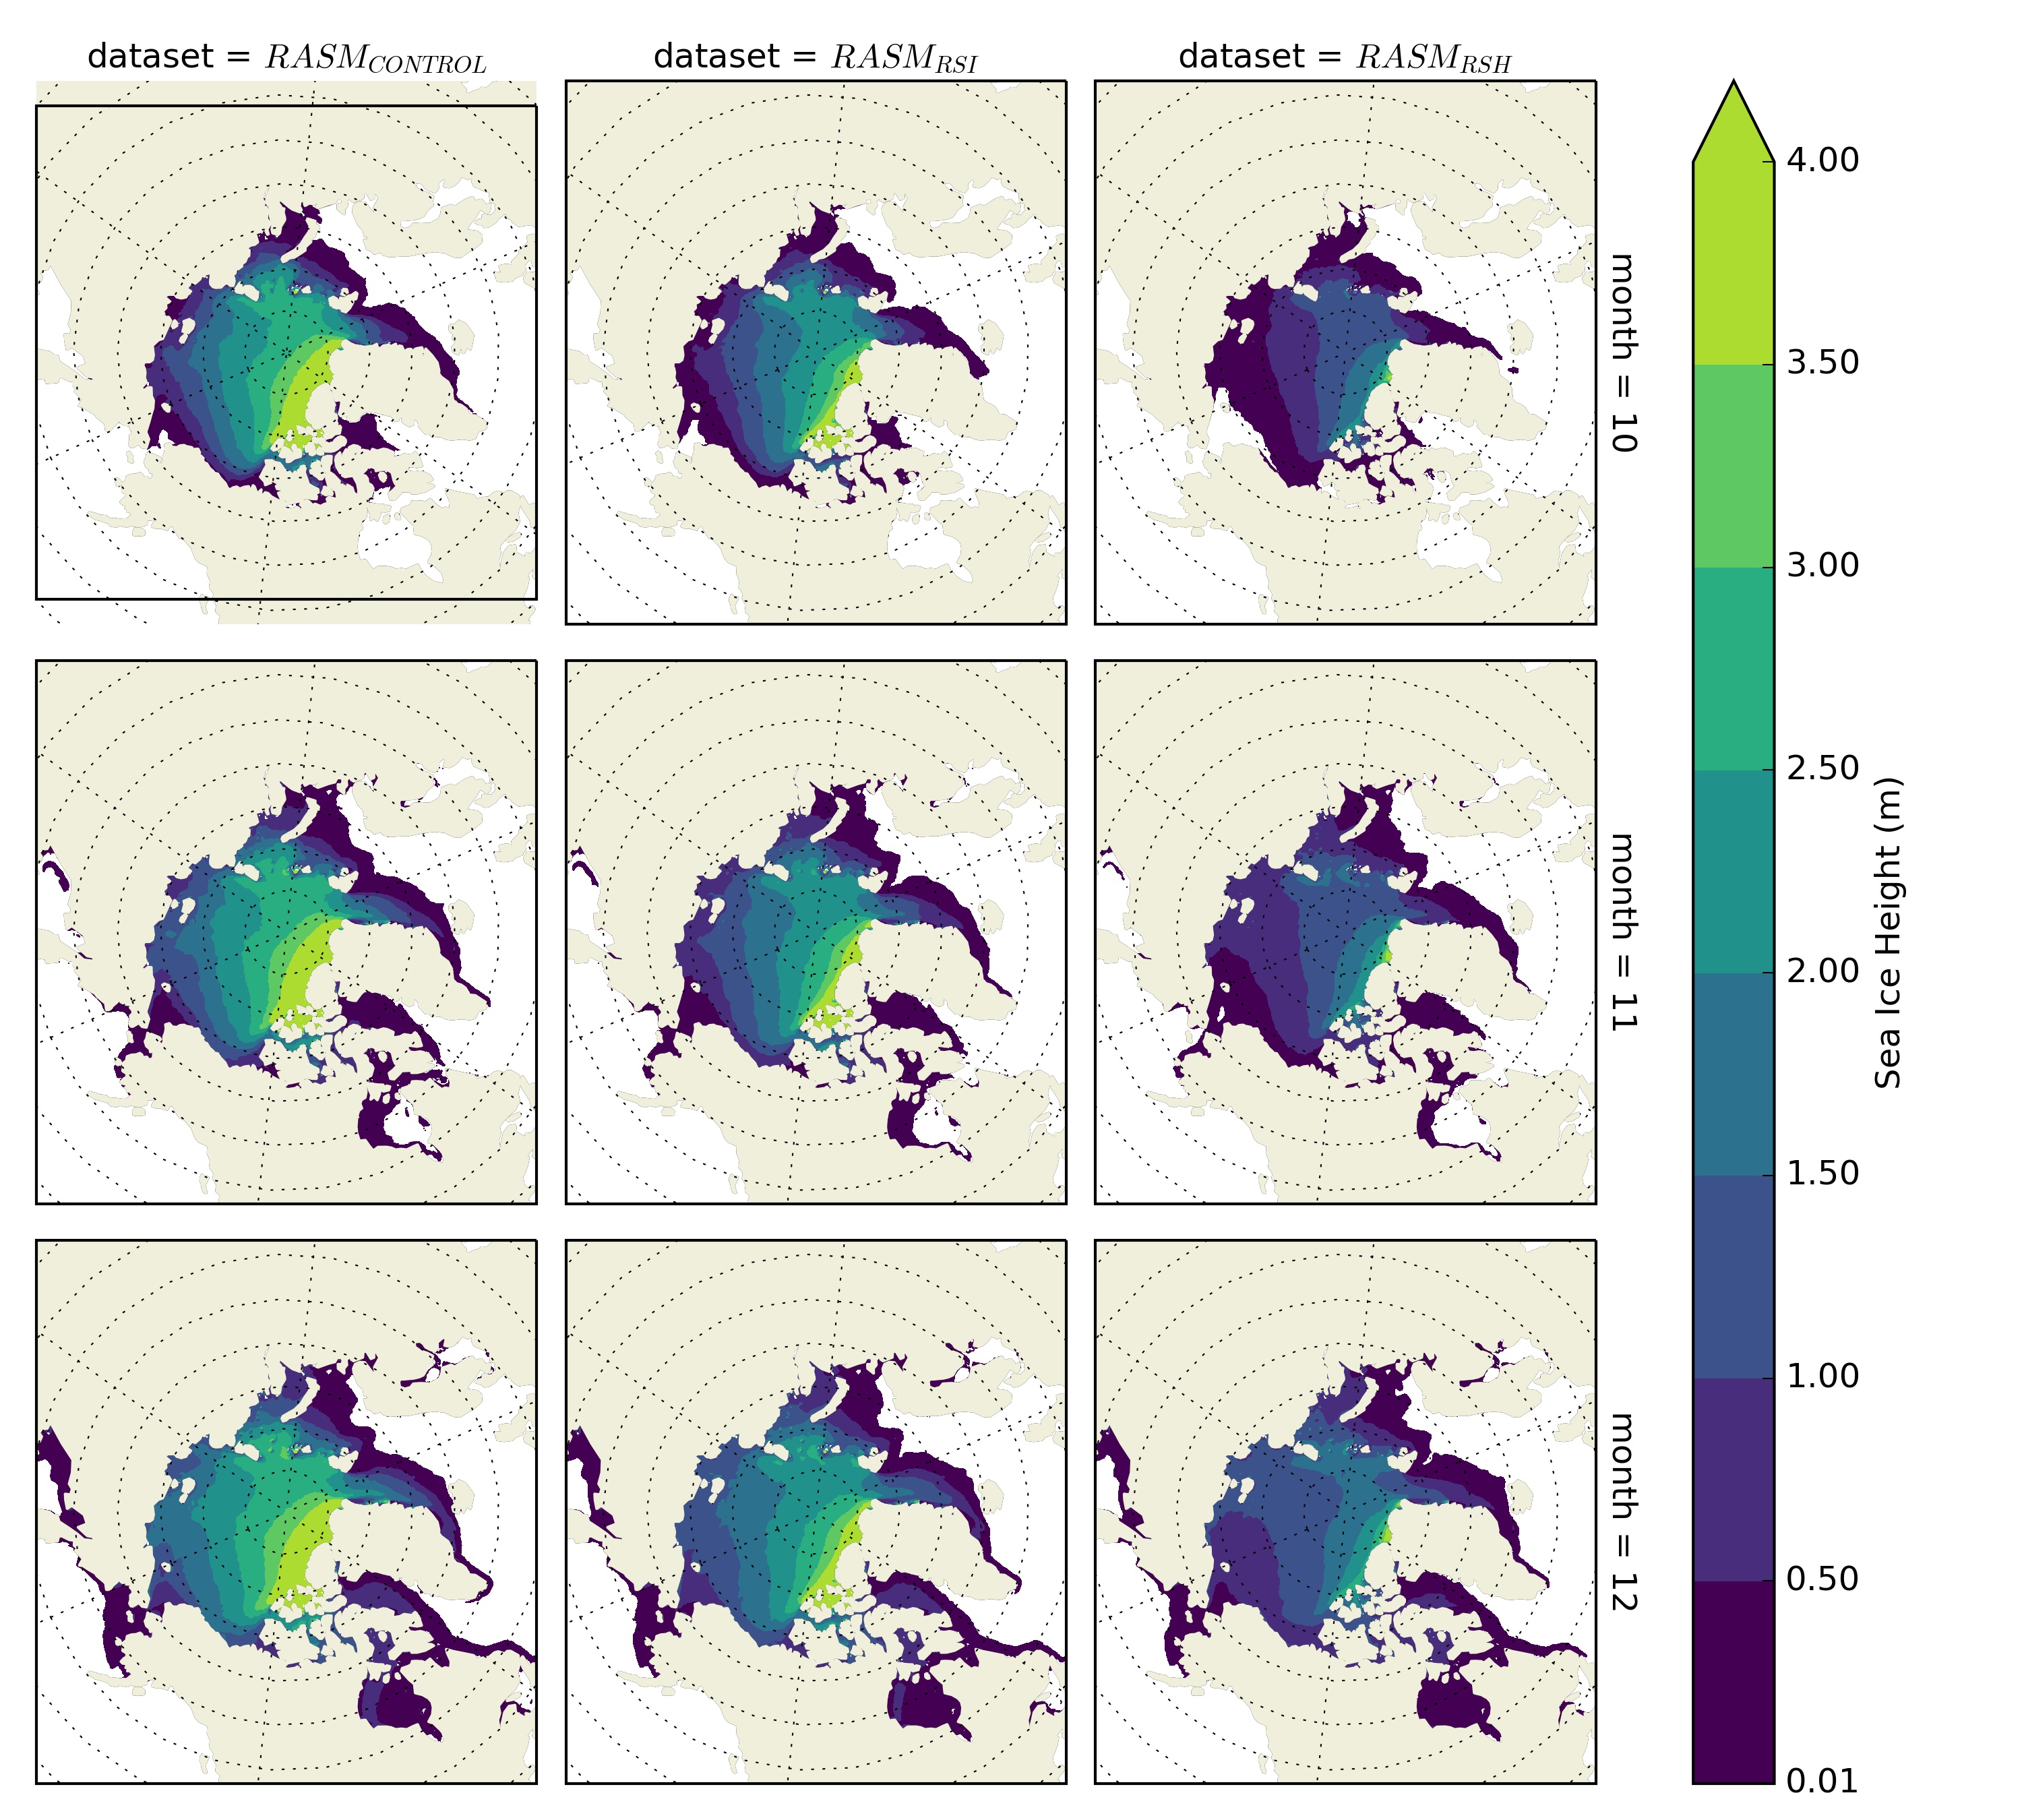 dataset = RASM_CONTROL
dataset = RASM_RSI
dataset = RASM_RSH
month = 10
month = 11
month = 12
4.00
3.50
3.00
2.50
2.00
1.50
1.00
0.50
0.01
Sea Ice Height (m)